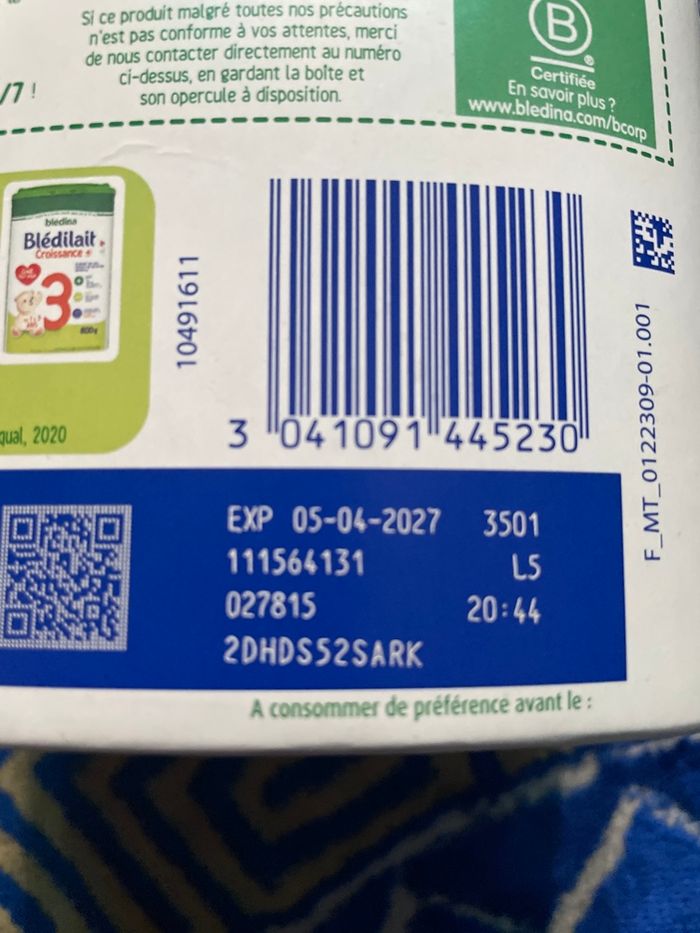 Si ce produit malgré toutes nos précautions
n'est pas conforme à vos attentes, merci
de nous contacter directement au numéro
ci-dessus, en gardant la boîte et
son opercule à disposition.
/7 !
B
®
Certifiée
En savoir plus ?
www.bledina.com/bcorp
blédina
Blédilait
Croissance +
3
800g
qual, 2020
10491611
3 041091 445230
F_MT_0122309-01.001
EXP 05-04-2027 3501
111564131 L5
027815 20:44
2DHDS52SARK
A consommer de préférence avant le :